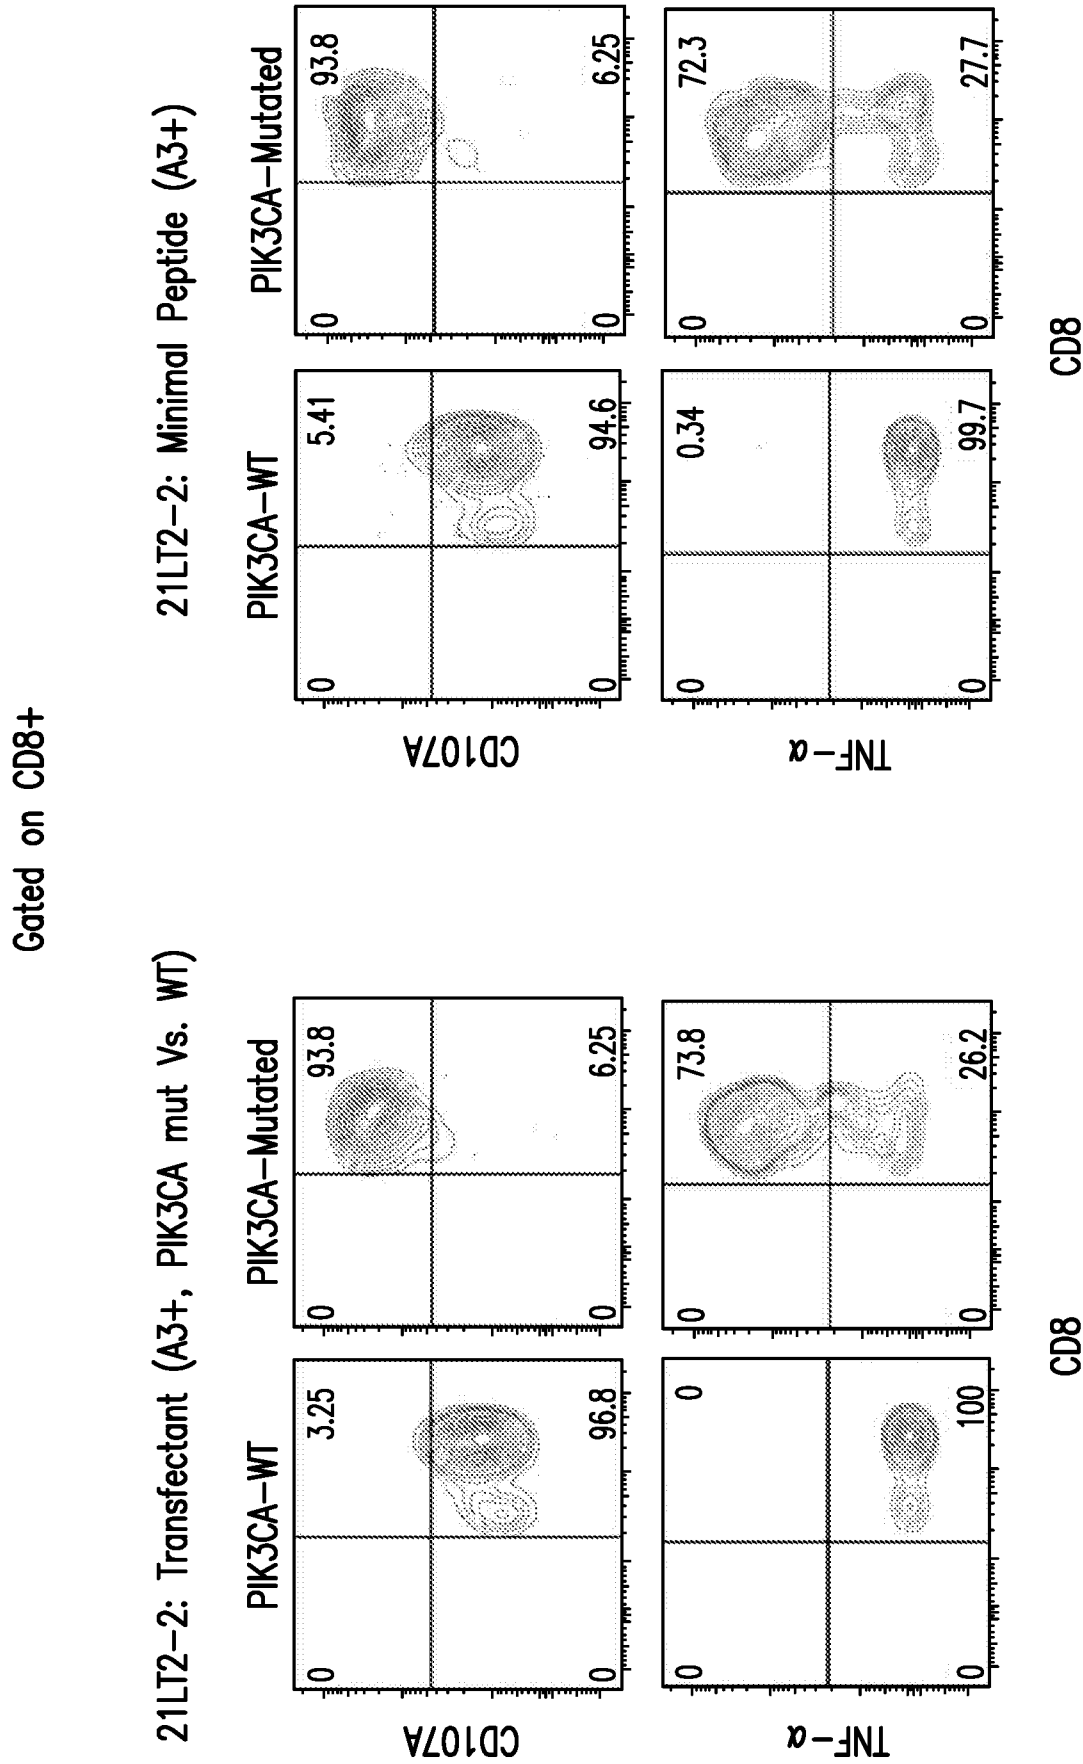 Gated on CD8+
21LT2-2: Transfectant (A3+, PIK3CA mut Vs. WT)
PIK3CA-WT
PIK3CA-Mutated
CD107A
0
3.25
0
96.8
0
93.8
0
6.25
TNF-α
0
0
0
100
0
73.8
0
26.2
CD8
21LT2-2: Minimal Peptide (A3+)
PIK3CA-WT
PIK3CA-Mutated
CD107A
0
5.41
0
94.6
0
93.8
0
6.25
TNF-α
0
0.34
0
99.7
0
72.3
0
27.7
CD8